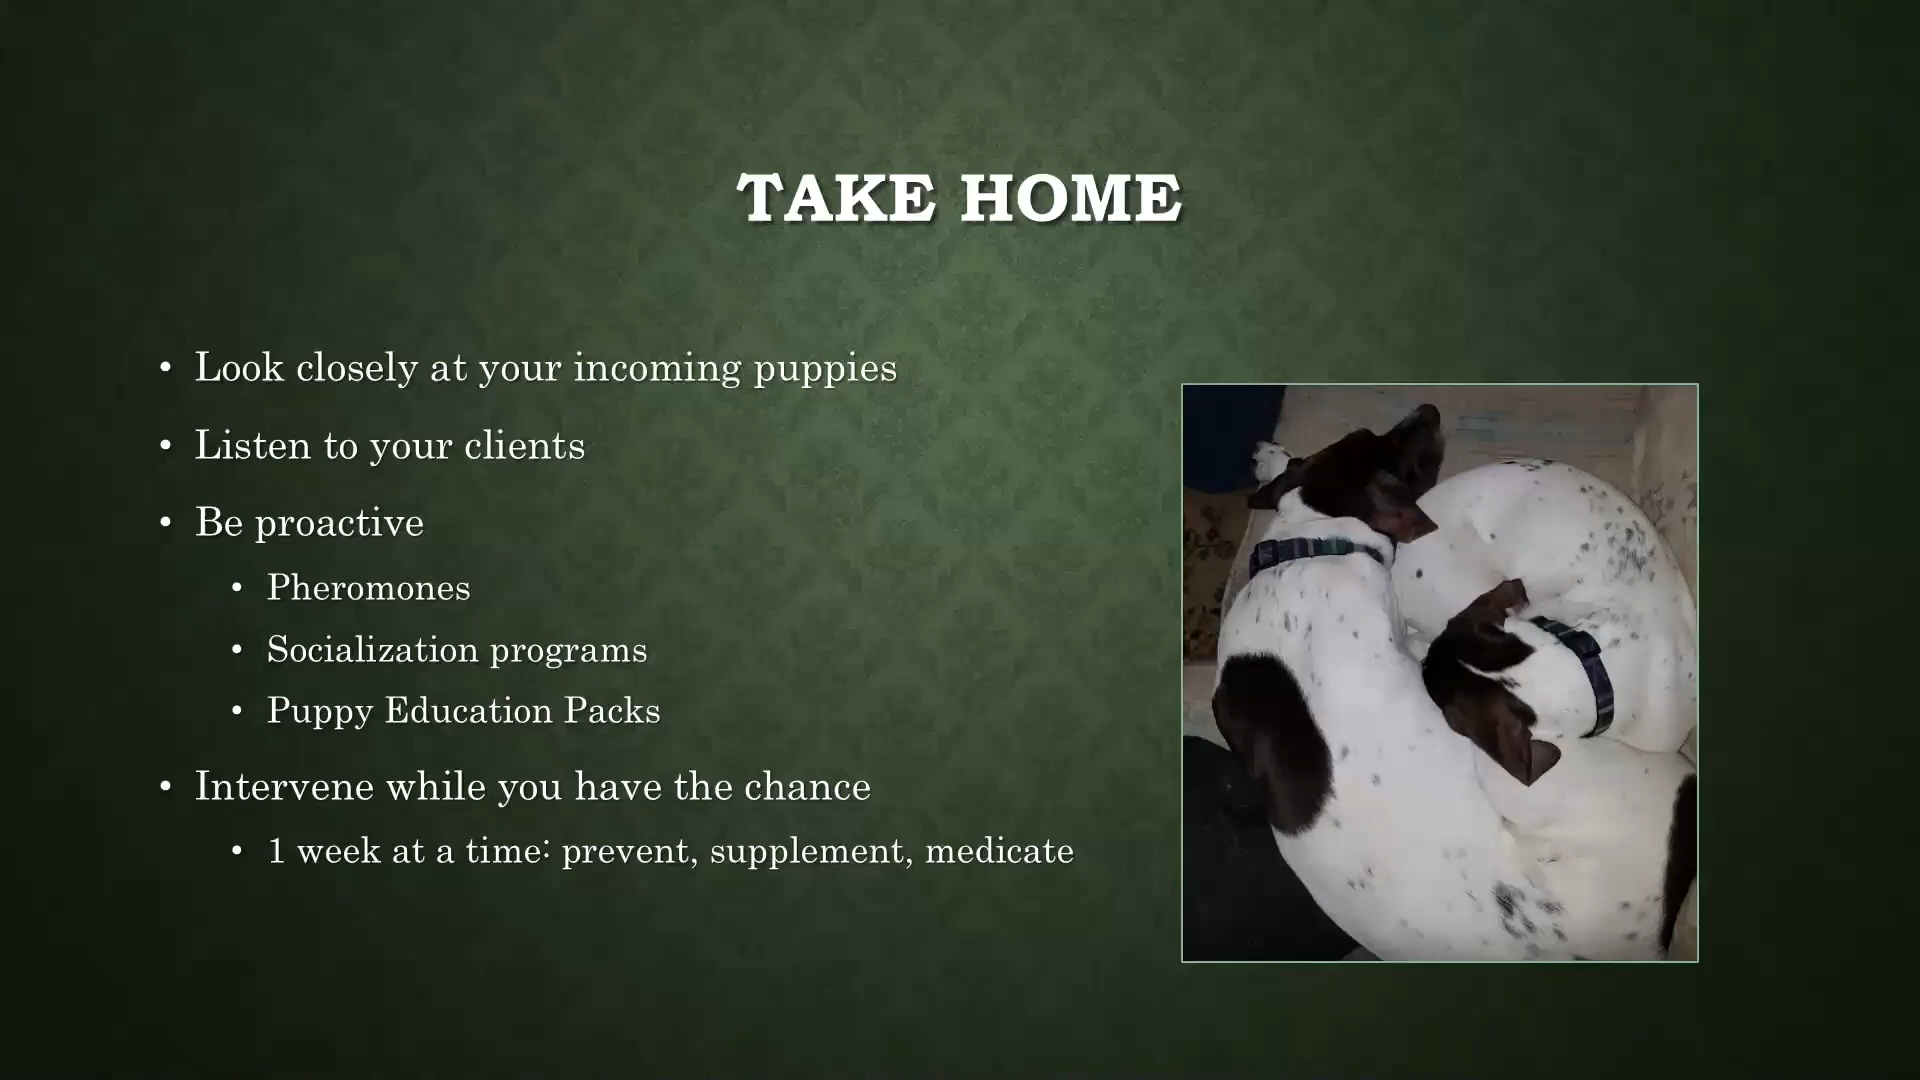 TAKE HOME
• Look closely at your incoming puppies
• Listen to your clients
• Be proactive
• Pheromones
• Socialization programs
• Puppy Education Packs
• Intervene while you have the chance
• 1 week at a time: prevent, supplement, medicate